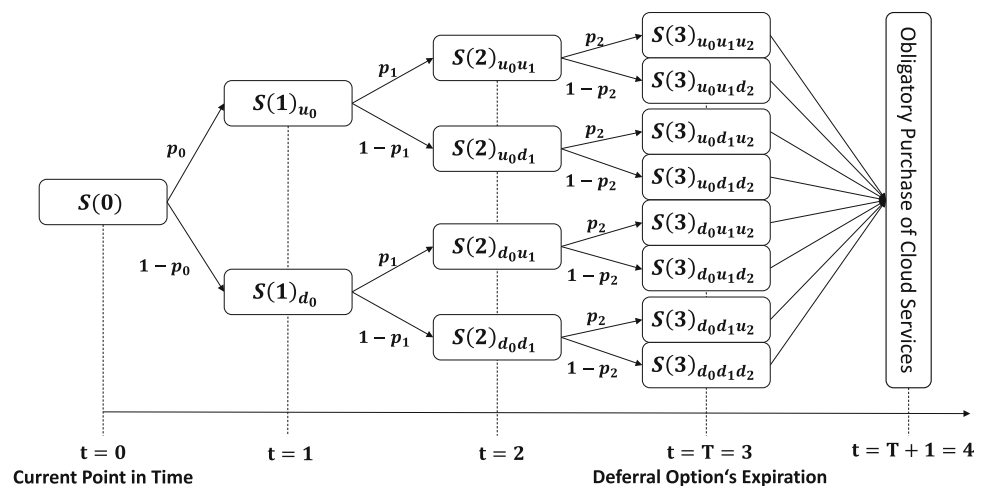 S(0)
p₀
1 − p₀
S(1)u₀
S(1)d₀
p₁
1 − p₁
p₁
1 − p₁
S(2)u₀u₁
S(2)u₀d₁
S(2)d₀u₁
S(2)d₀d₁
p₂
1 − p₂
p₂
1 − p₂
p₂
1 − p₂
p₂
1 − p₂
S(3)u₀u₁u₂
S(3)u₀u₁d₂
S(3)u₀d₁u₂
S(3)u₀d₁d₂
S(3)d₀u₁u₂
S(3)d₀u₁d₂
S(3)d₀d₁u₂
S(3)d₀d₁d₂
Obligatory Purchase of Cloud Services
t = 0
t = 1
t = 2
t = T = 3
t = T + 1 = 4
Current Point in Time
Deferral Option‘s Expiration